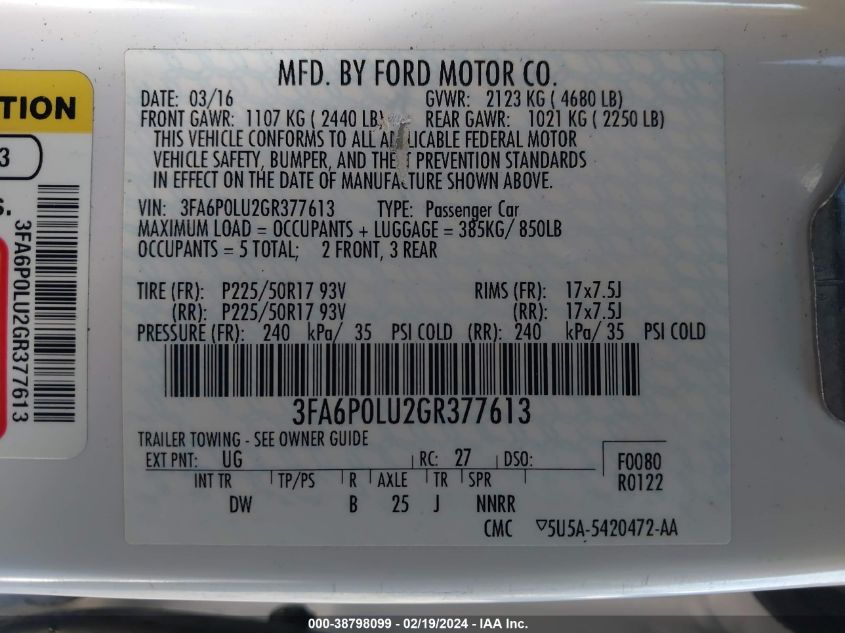 TION
3
S.
3FA6P0LU2GR377613
MFD. BY FORD MOTOR CO.
DATE: 03/16 GVWR: 2123 KG ( 4680 LB)
FRONT GAWR: 1107 KG ( 2440 LB) REAR GAWR: 1021 KG ( 2250 LB)
THIS VEHICLE CONFORMS TO ALL A LICABLE FEDERAL MOTOR
VEHICLE SAFETY, BUMPER, AND THE T PREVENTION STANDARDS
IN EFFECT ON THE DATE OF MANUFACTURE SHOWN ABOVE.
VIN: 3FA6P0LU2GR377613 TYPE: Passenger Car
MAXIMUM LOAD = OCCUPANTS + LUGGAGE = 385KG/ 850LB
OCCUPANTS = 5 TOTAL; 2 FRONT, 3 REAR
TIRE (FR): P225/50R17 93V RIMS (FR): 17x7.5J
(RR): P225/50R17 93V (RR): 17x7.5J
PRESSURE (FR): 240 kPa/ 35 PSI COLD (RR): 240 kPa/ 35 PSI COLD
3FA6P0LU2GR377613
TRAILER TOWING - SEE OWNER GUIDE
EXT PNT: UG RC: 27 DSO: F0080
INT TR TP/PS R AXLE TR SPR R0122
DW B 25 J NNRR
CMC ▽5U5A-5420472-AA
000-38798099 - 02/19/2024 - IAA Inc.